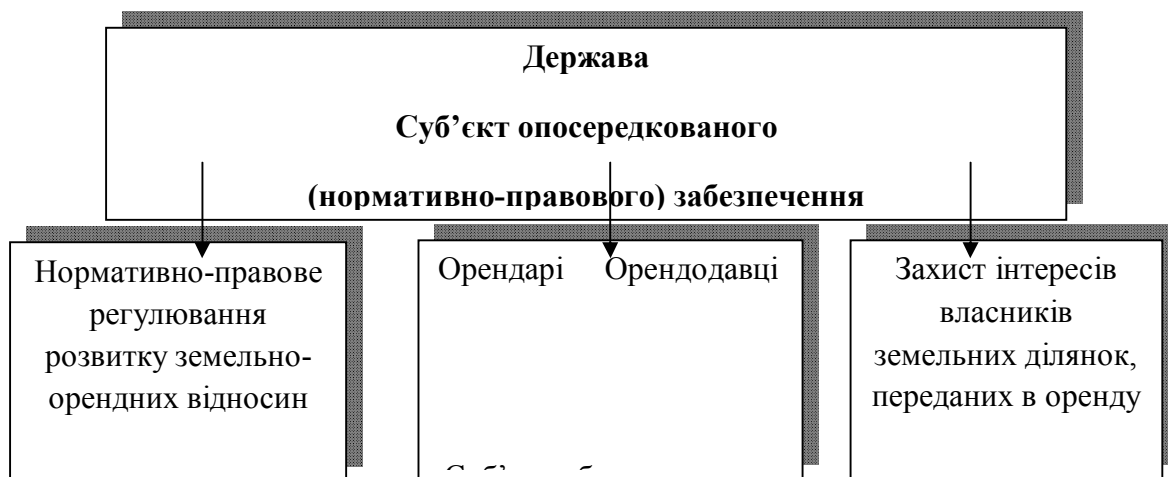 Держава
Суб’єкт опосередкованого
(нормативно-правового) забезпечення
Нормативно-правове
регулювання
розвитку земельно-
орендних відносин
Орендарі Орендодавці
Захист інтересів
власників
земельних ділянок,
переданих в оренду